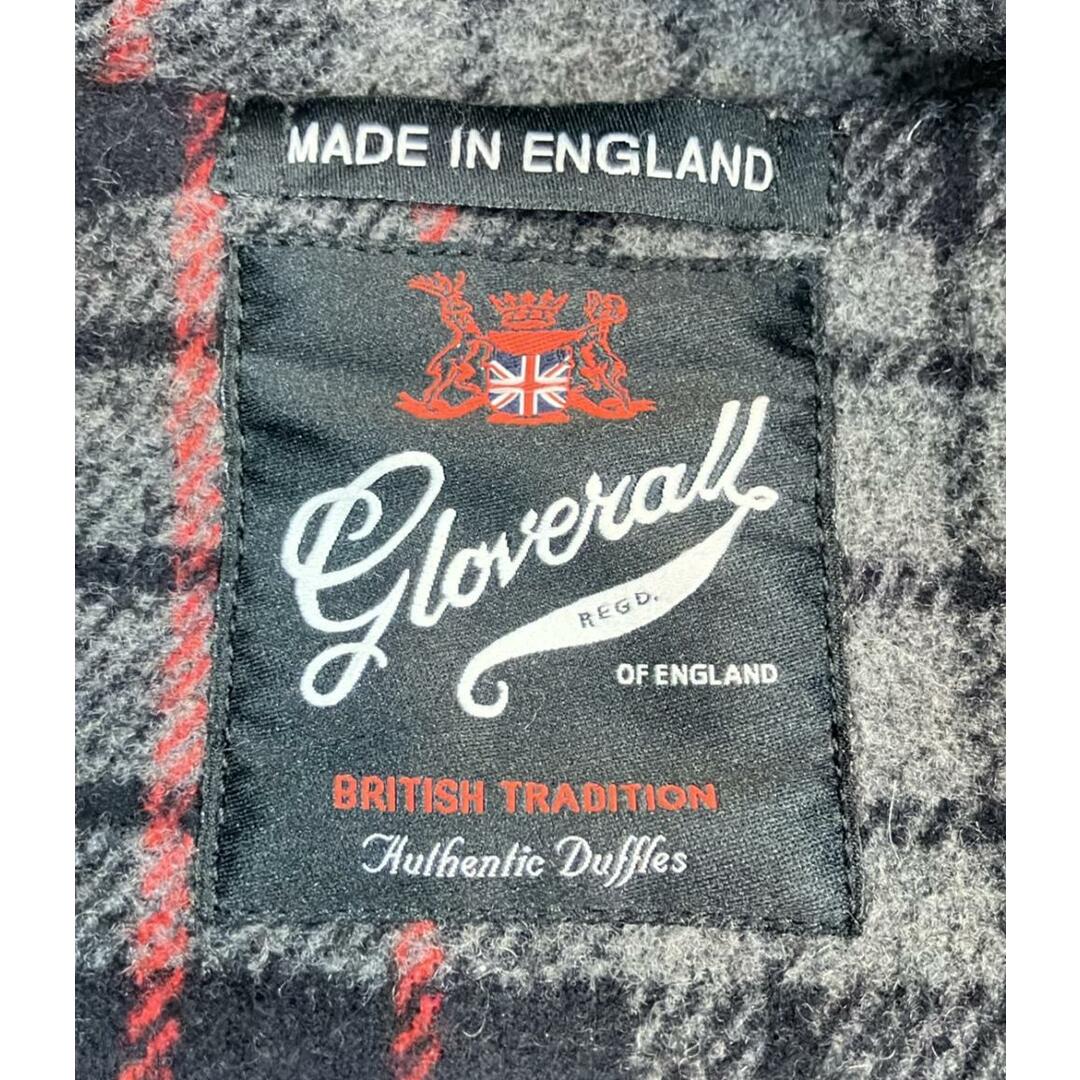 MADE IN ENGLAND
Gloverall
REGD.
OF ENGLAND
BRITISH TRADITION
Authentic Duffles